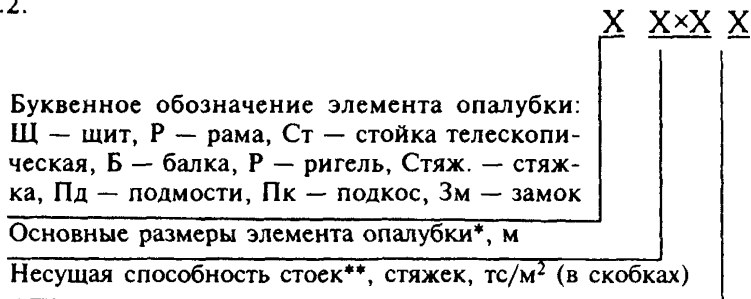 .2.
X X×X X
Буквенное обозначение элемента опалубки:
Щ — щит, Р — рама, Ст — стойка телескопи-
ческая, Б — балка, Р — ригель, Стяж. — стяж-
ка, Пд — подмости, Пк — подкос, Зм — замок
Основные размеры элемента опалубки*, м
Несущая способность стоек**, стяжек, тс/м² (в скобках)